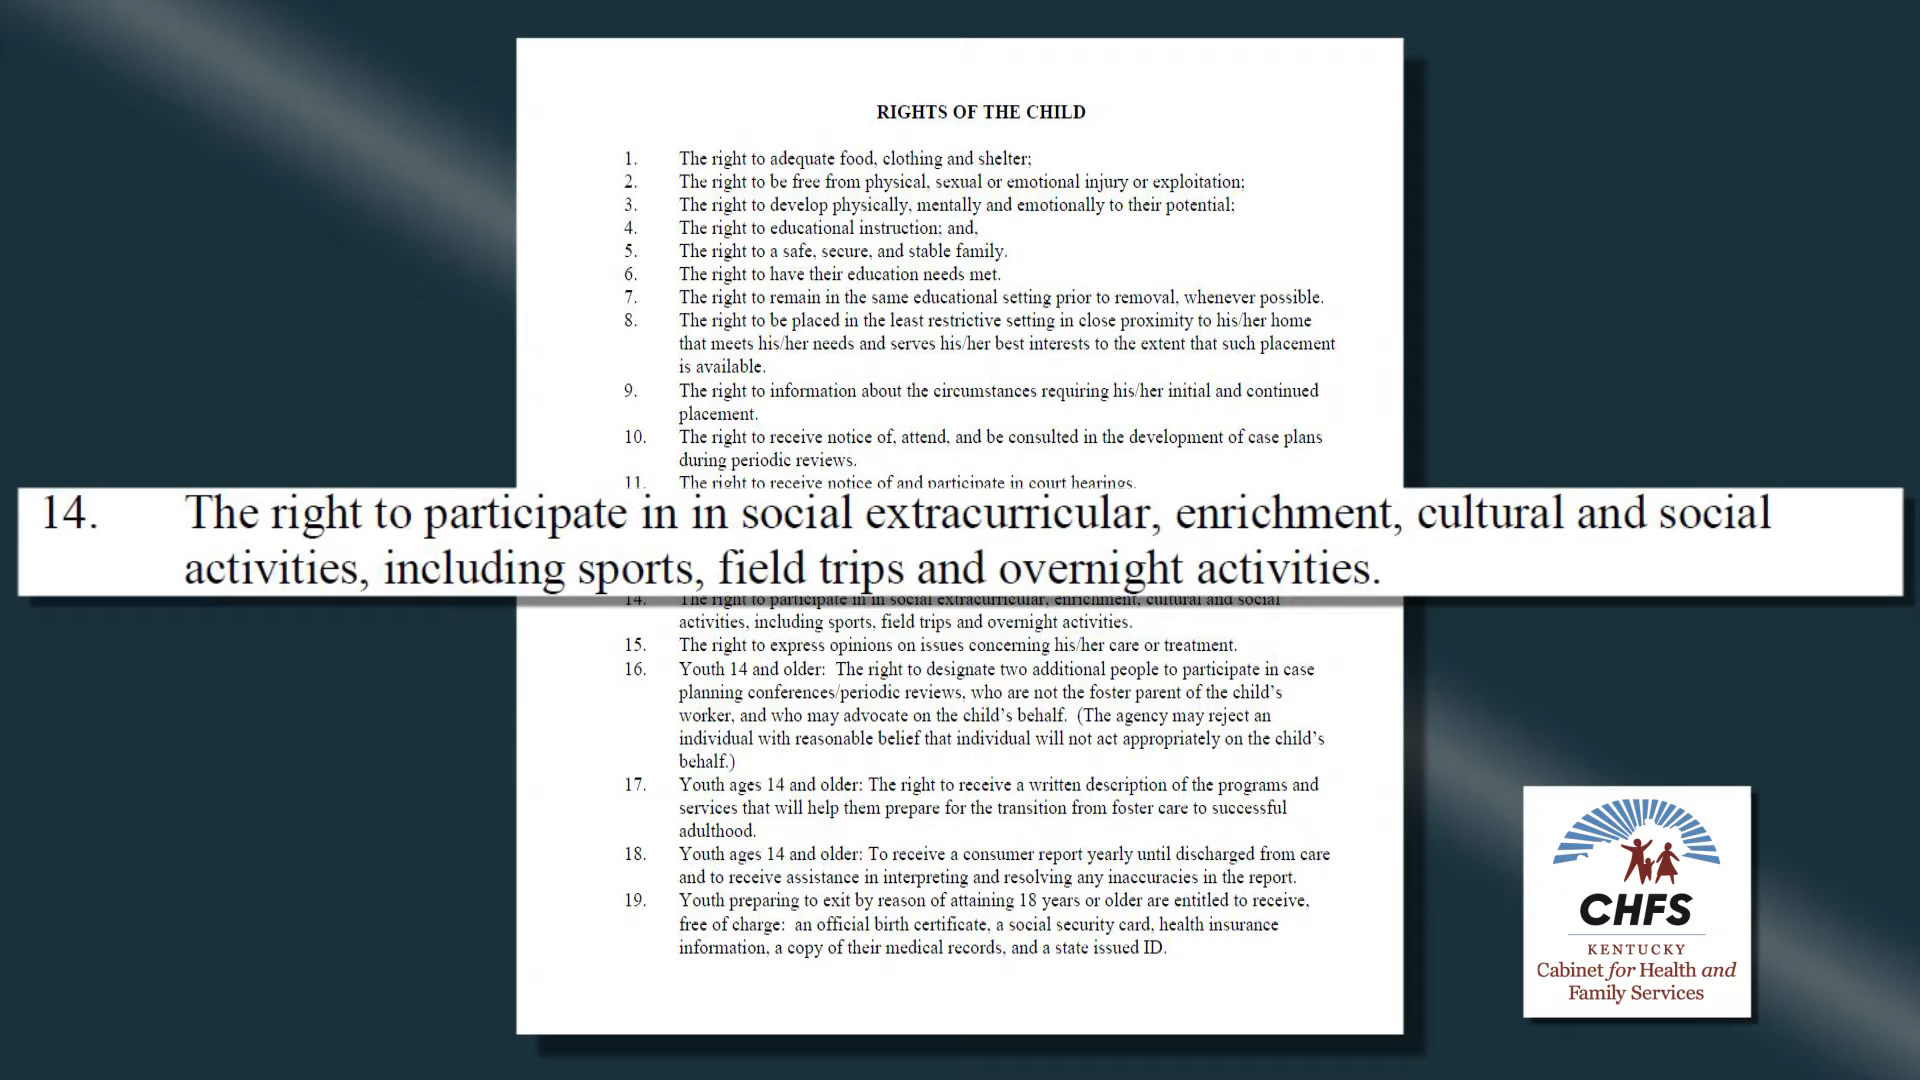 RIGHTS OF THE CHILD
1. The right to adequate food, clothing and shelter;
2. The right to be free from physical, sexual or emotional injury or exploitation;
3. The right to develop physically, mentally and emotionally to their potential;
4. The right to educational instruction; and,
5. The right to a safe, secure, and stable family.
6. The right to have their education needs met.
7. The right to remain in the same educational setting prior to removal, whenever possible.
8. The right to be placed in the least restrictive setting in close proximity to his/her home
that meets his/her needs and serves his/her best interests to the extent that such placement
is available.
9. The right to information about the circumstances requiring his/her initial and continued
placement.
10. The right to receive notice of, attend, and be consulted in the development of case plans
during periodic reviews.
11. The right to receive notice of and participate in court hearings.
14. The right to participate in in social extracurricular, enrichment, cultural and social
activities, including sports, field trips and overnight activities.
14. The right to participate in in social extracurricular, enrichment, cultural and social
activities, including sports, field trips and overnight activities.
15. The right to express opinions on issues concerning his/her care or treatment.
16. Youth 14 and older: The right to designate two additional people to participate in case
planning conferences/periodic reviews, who are not the foster parent of the child’s
worker, and who may advocate on the child’s behalf. (The agency may reject an
individual with reasonable belief that individual will not act appropriately on the child’s
behalf.)
17. Youth ages 14 and older: The right to receive a written description of the programs and
services that will help them prepare for the transition from foster care to successful
adulthood.
18. Youth ages 14 and older: To receive a consumer report yearly until discharged from care
and to receive assistance in interpreting and resolving any inaccuracies in the report.
19. Youth preparing to exit by reason of attaining 18 years or older are entitled to receive,
free of charge: an official birth certificate, a social security card, health insurance
information, a copy of their medical records, and a state issued ID.
CHFS
KENTUCKY
Cabinet for Health and
Family Services